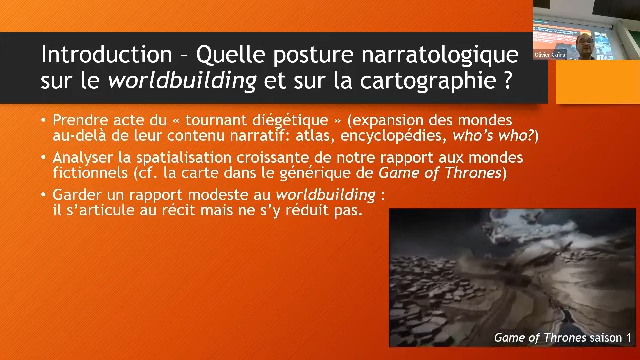 Introduction – Quelle posture narratologique
sur le worldbuilding et sur la cartographie ?
• Prendre acte du « tournant diégétique » (expansion des mondes
au-delà de leur contenu narratif: atlas, encyclopédies, who's who?)
• Analyser la spatialisation croissante de notre rapport aux mondes
fictionnels (cf. la carte dans le générique de Game of Thrones)
• Garder un rapport modeste au worldbuilding :
il s'articule au récit mais ne s'y réduit pas.
Game of Thrones saison 1